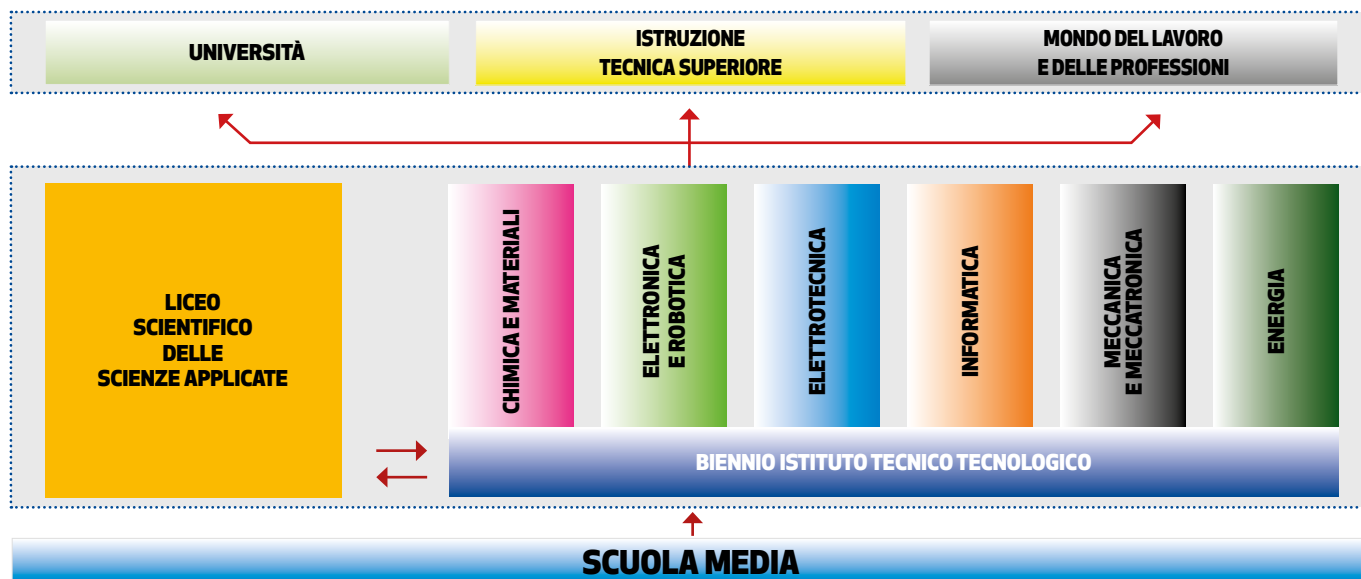 UNIVERSITÀ
ISTRUZIONE
TECNICA SUPERIORE
MONDO DEL LAVORO
E DELLE PROFESSIONI
LICEO
SCIENTIFICO
DELLE
SCIENZE APPLICATE
CHIMICA E MATERIALI
ELETTRONICA
E ROBOTICA
ELETTROTECNICA
INFORMATICA
MECCANICA
E MECCATRONICA
ENERGIA
BIENNIO ISTITUTO TECNICO TECNOLOGICO
SCUOLA MEDIA